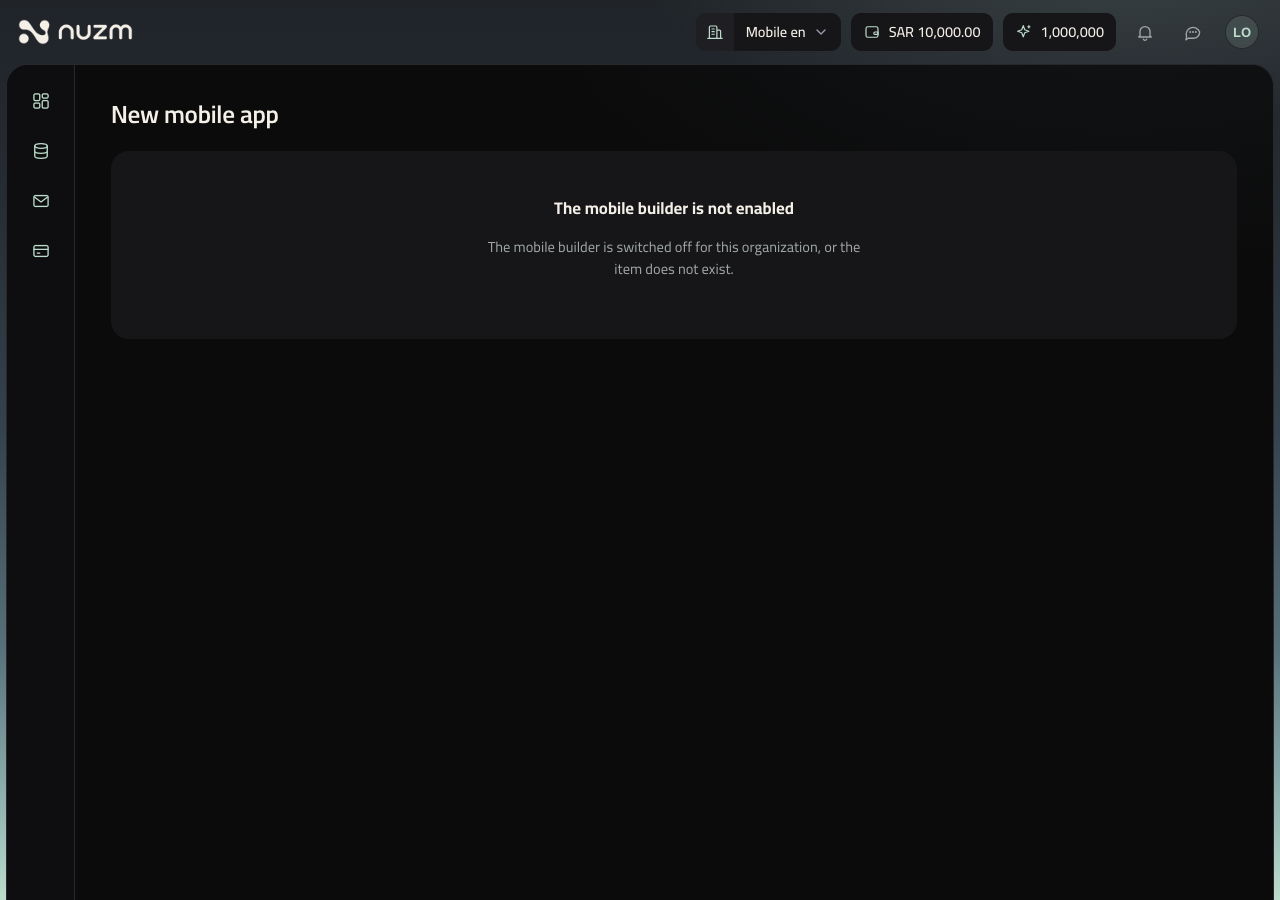 nuzm
Mobile en
SAR 10,000.00
1,000,000
LO
New mobile app
The mobile builder is not enabled
The mobile builder is switched off for this organization, or the
item does not exist.